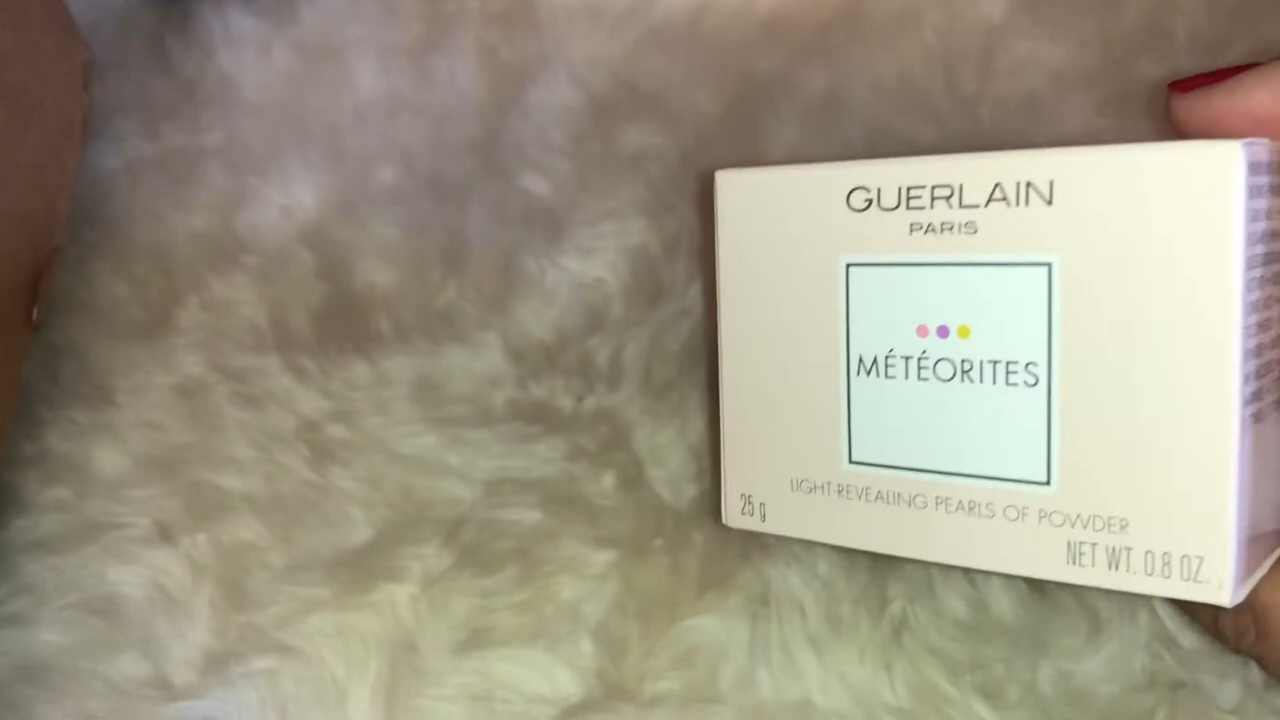 GUERLAIN
PARIS
MÉTÉORITES
LIGHT-REVEALING PEARLS OF POWDER
25 g
NET WT. 0.8 OZ.